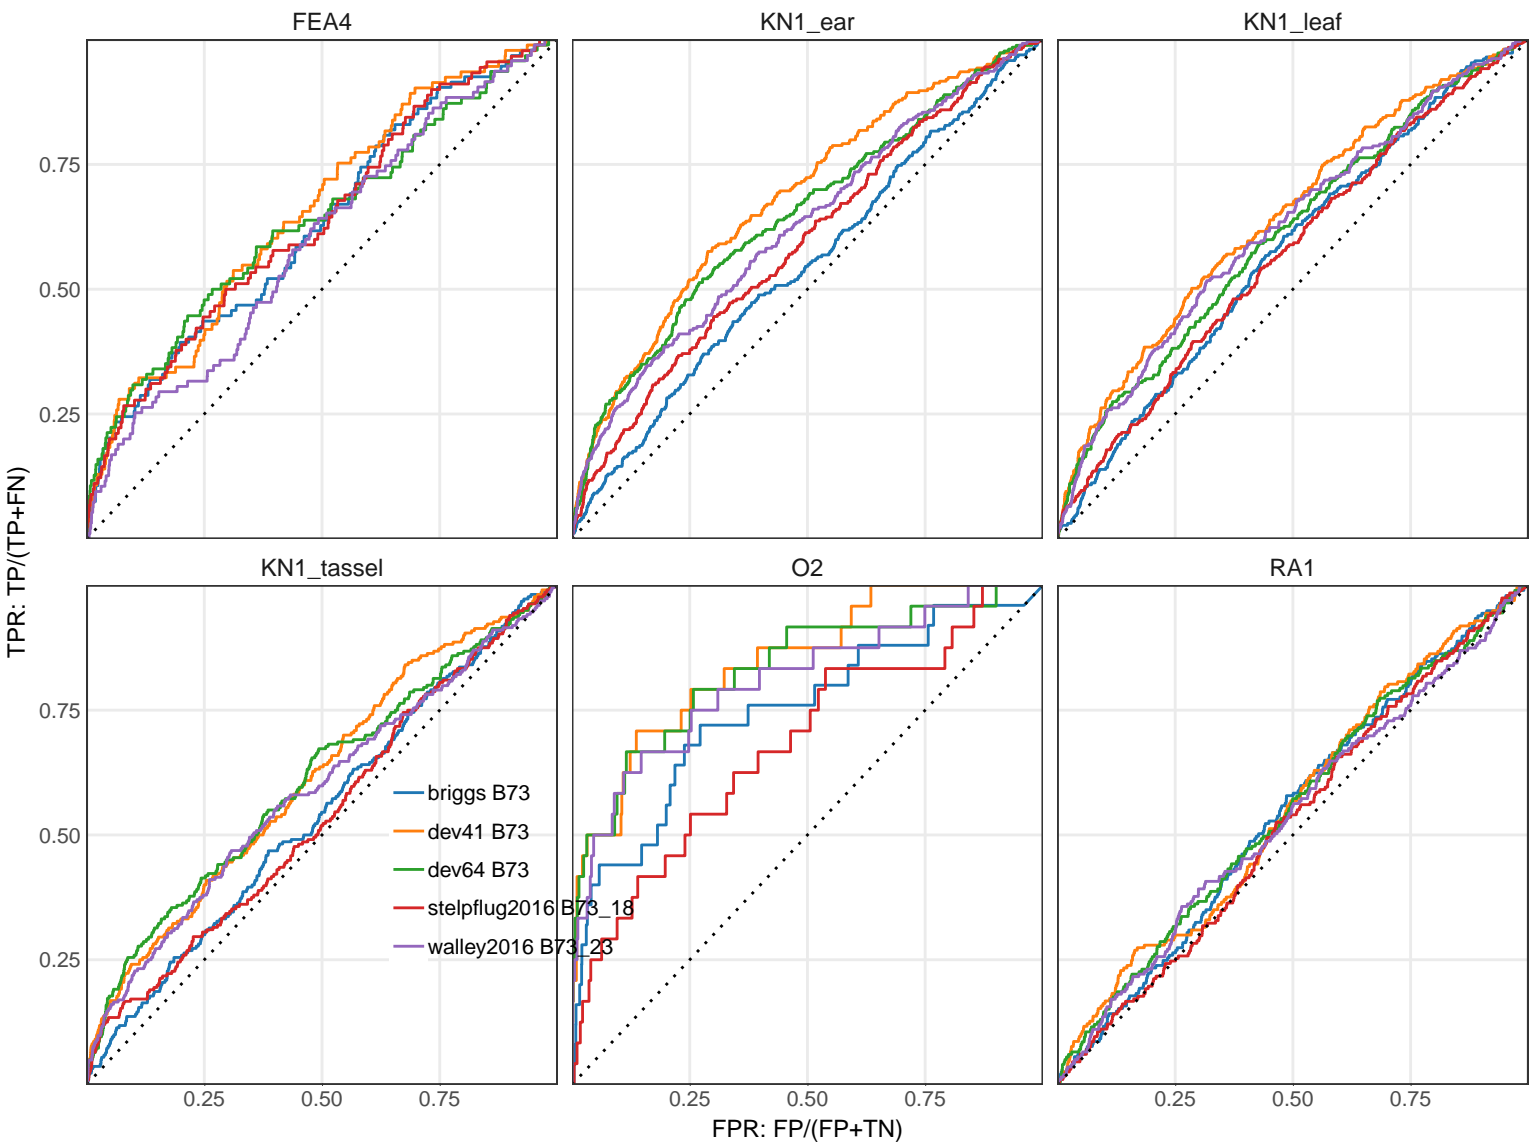 FEA4
KN1_ear
KN1_leaf
0.75
0.50
0.25
TPR: TP/(TP+FN)
KN1_tassel
O2
RA1
0.75
0.50
0.25
briggs B73
dev41 B73
dev64 B73
stelpflug2016 B73_18
walley2016 B73_23
0.25 0.50 0.75
0.25 0.50 0.75
0.25 0.50 0.75
FPR: FP/(FP+TN)